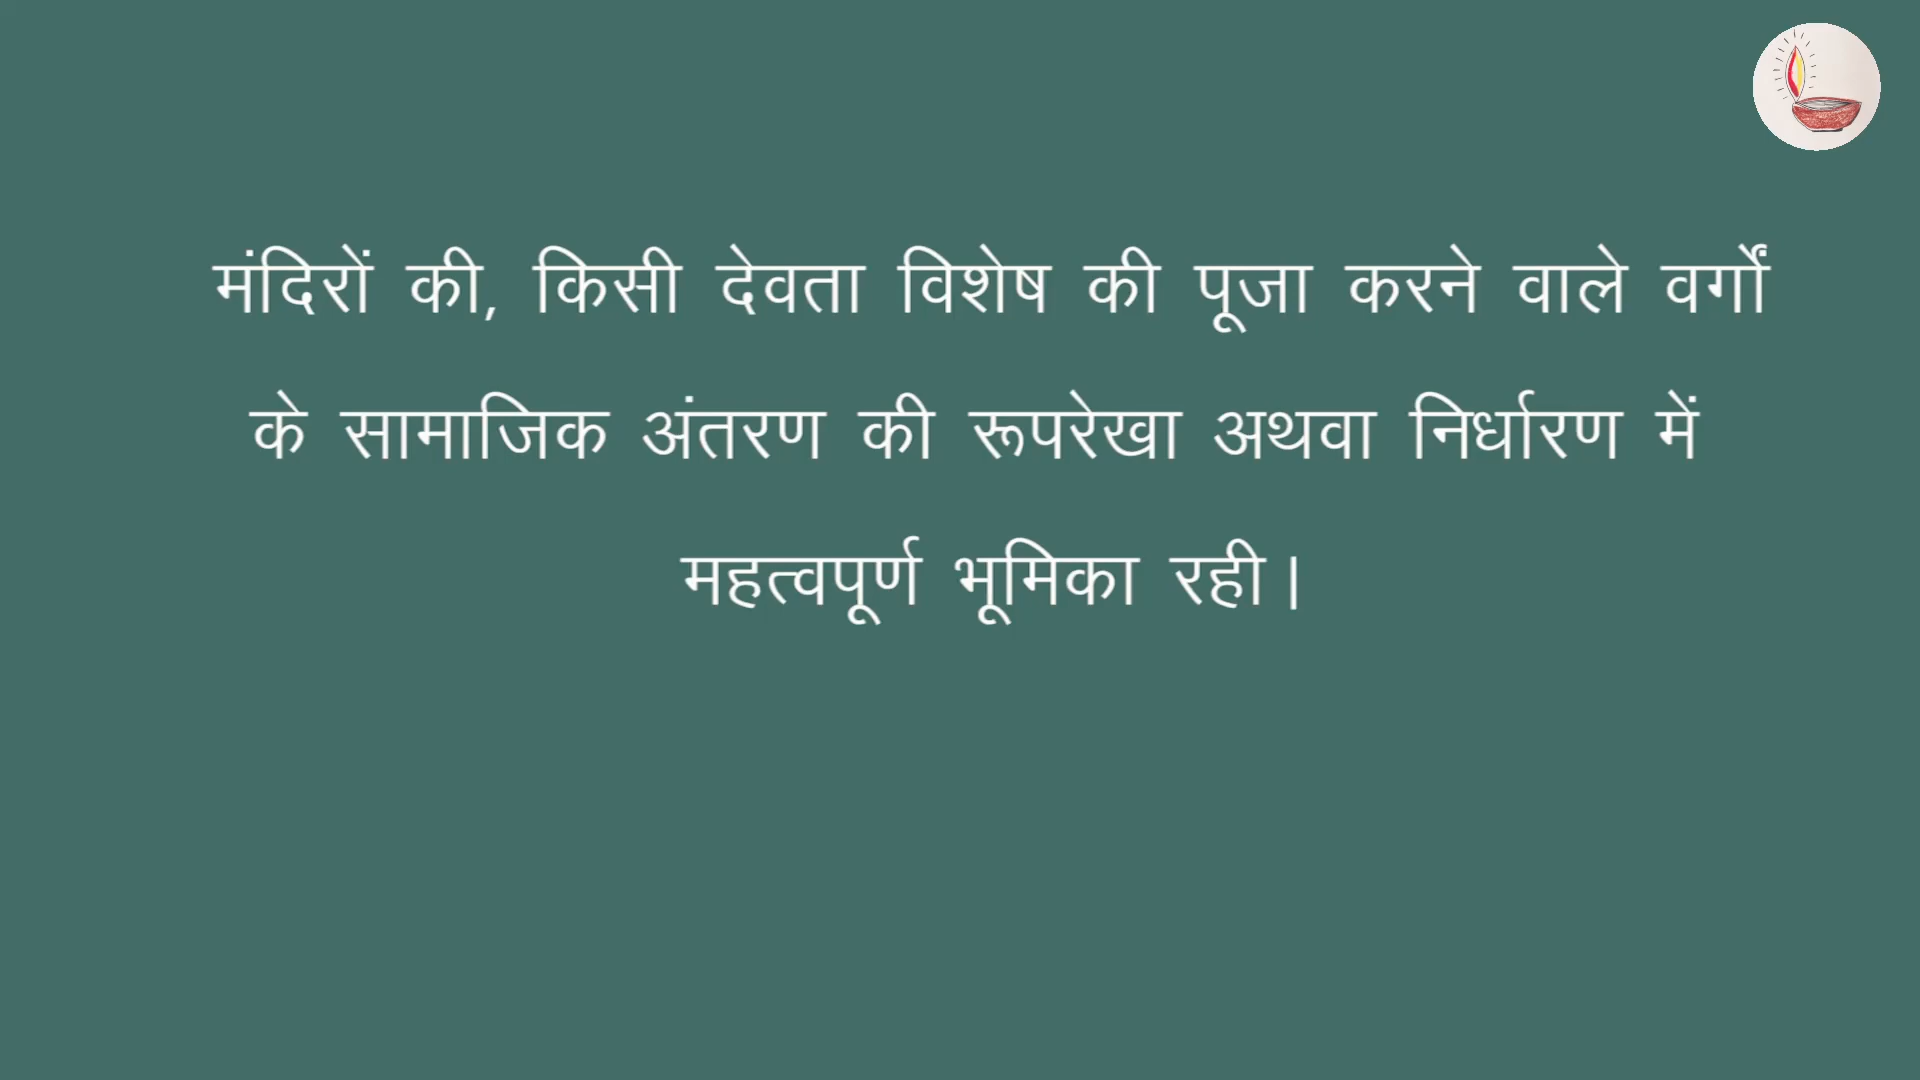 मंदिरों की, किसी देवता विशेष की पूजा करने वाले वर्गों
के सामाजिक अंतरण की रूपरेखा अथवा निर्धारण में
महत्वपूर्ण भूमिका रही।